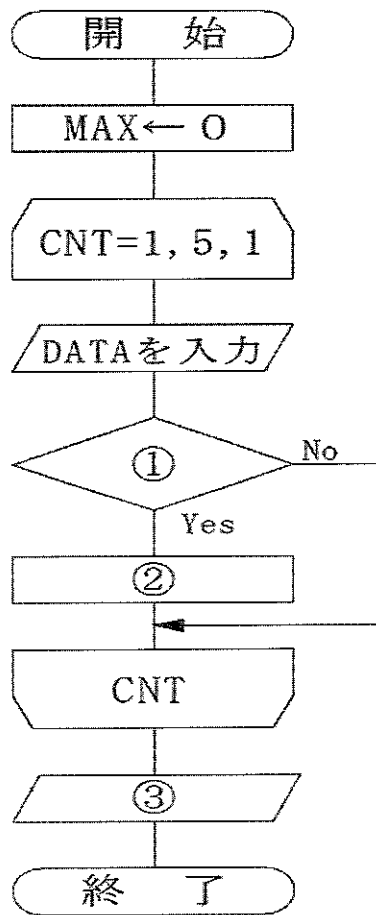 開 始
MAX← 0
CNT=1, 5, 1
DATAを入力
①
No
Yes
②
CNT
③
終 了